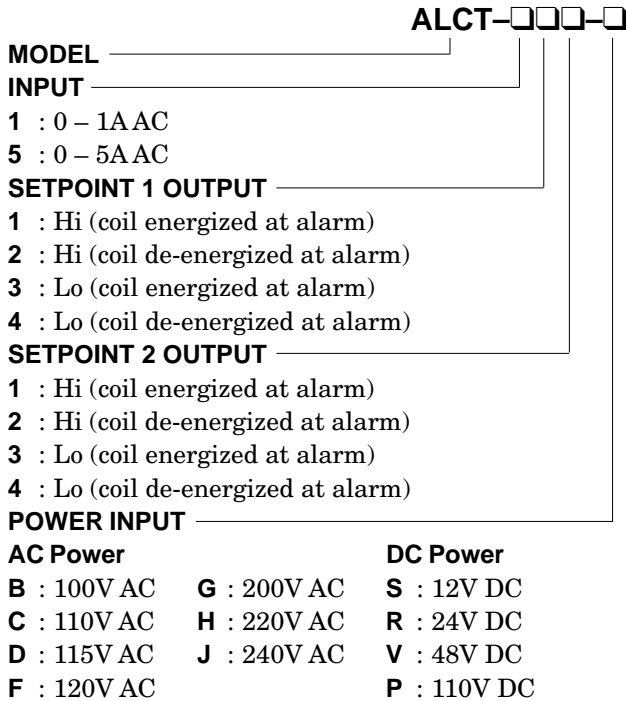 ALCT–❑❑❑–❑
MODEL
INPUT
1 : 0 – 1A AC
5 : 0 – 5A AC
SETPOINT 1 OUTPUT
1 : Hi (coil energized at alarm)
2 : Hi (coil de-energized at alarm)
3 : Lo (coil energized at alarm)
4 : Lo (coil de-energized at alarm)
SETPOINT 2 OUTPUT
1 : Hi (coil energized at alarm)
2 : Hi (coil de-energized at alarm)
3 : Lo (coil energized at alarm)
4 : Lo (coil de-energized at alarm)
POWER INPUT
AC Power DC Power
B : 100V AC G : 200V AC S : 12V DC
C : 110V AC H : 220V AC R : 24V DC
D : 115V AC J : 240V AC V : 48V DC
F : 120V AC P : 110V DC